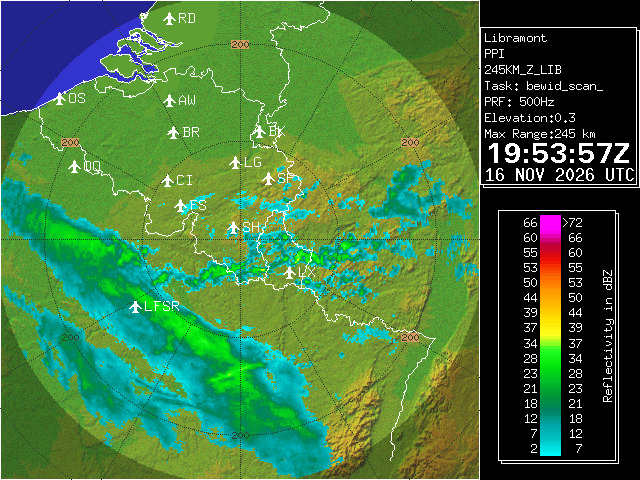 RD
200
OS
AW
BR
BK
200
200
QQ
LG
CI
SP
FS
SH
LX
LFSR
200
200
200
Libramont
PPI
245KM_Z_LIB
Task: bewid_scan_
PRF: 500Hz
Elevation:0.3
Max Range:245 km
19:53:57Z
16 NOV 2026 UTC
66 >72
60 66
55 60
53 55
50 53
44 50
39 44
37 39
34 37
28 34
23 28
21 23
18 21
12 18
7 12
2 7
Reflectivity in dBZ